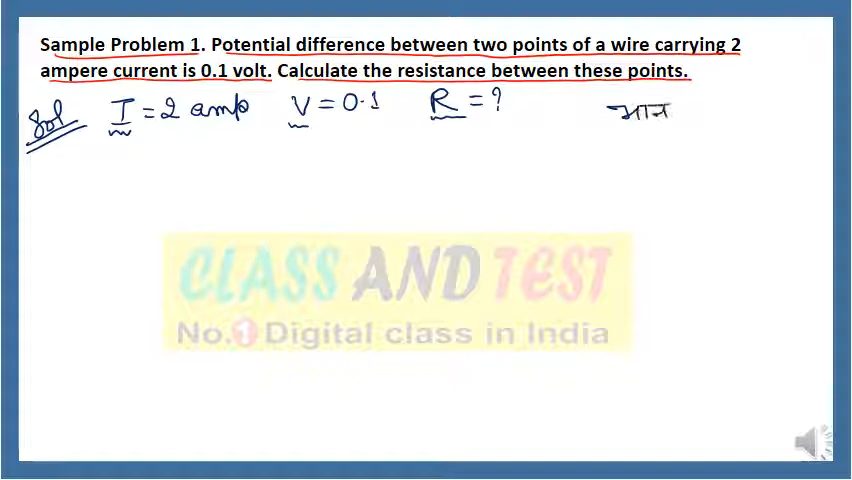 Sample Problem 1. Potential difference between two points of a wire carrying 2
ampere current is 0.1 volt. Calculate the resistance between these points.
Sol I = 2 amp V = 0.1 R = ? मान
CLASS AND TEST
No.1 Digital class in India